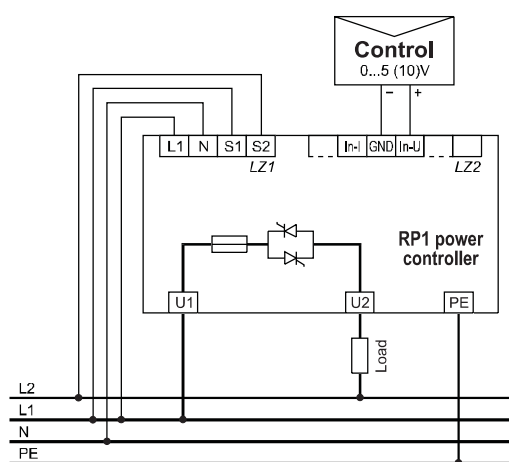 Control
0...5 (10)V
– +
L1 N S1 S2 In-I GND In-U
LZ1 LZ2
RP1 power
controller
U1 U2 PE
Load
L2
L1
N
PE